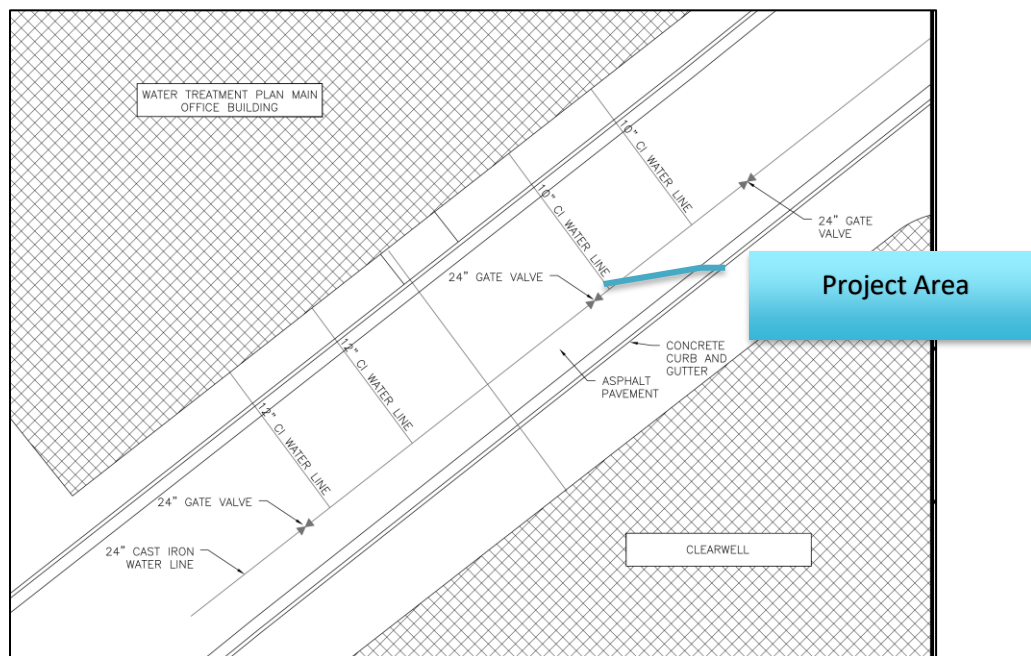 WATER TREATMENT PLAN MAIN
OFFICE BUILDING
10" CI WATER LINE
10" CI WATER LINE
24" GATE
VALVE
24" GATE VALVE
Project Area
12" CI WATER LINE
CONCRETE
CURB AND
GUTTER
ASPHALT
PAVEMENT
12" CI WATER LINE
24" GATE VALVE
24" CAST IRON
WATER LINE
CLEARWELL